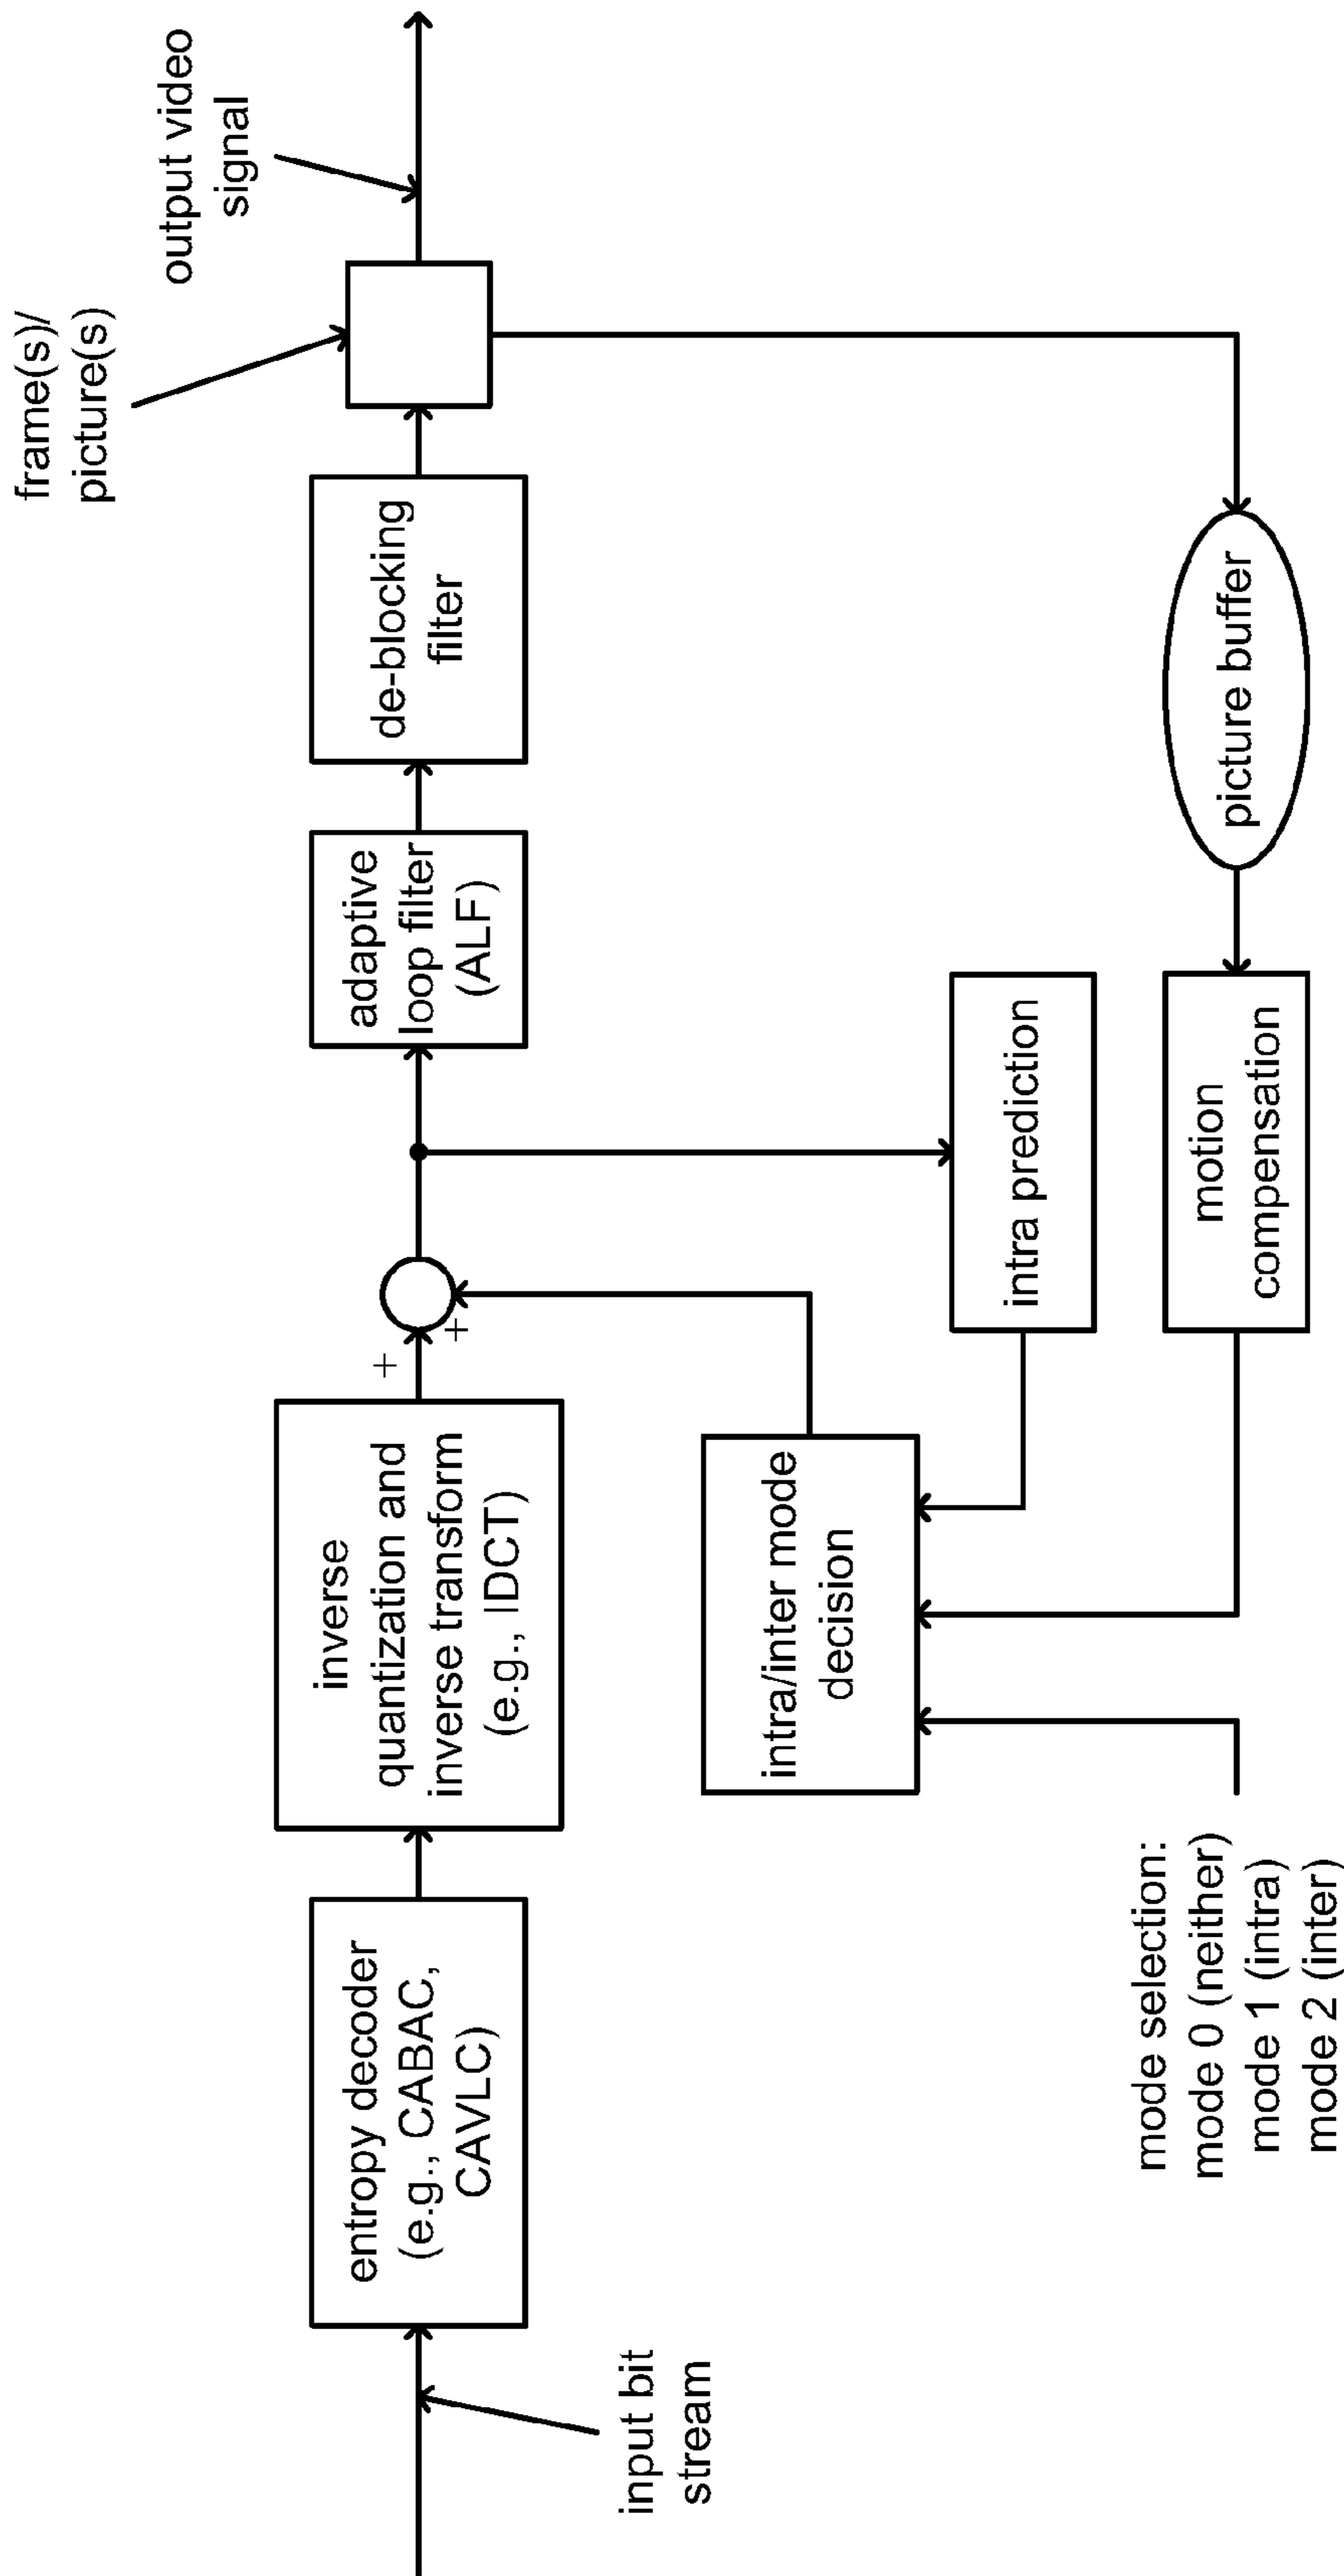 input bit
stream
entropy decoder
(e.g., CABAC,
CAVLC)
inverse
quantization and
inverse transform
(e.g., IDCT)
+
+
adaptive
loop filter
(ALF)
de-blocking
filter
frame(s)/
picture(s)
output video
signal
intra/inter mode
decision
intra prediction
motion
compensation
picture buffer
mode selection:
mode 0 (neither)
mode 1 (intra)
mode 2 (inter)